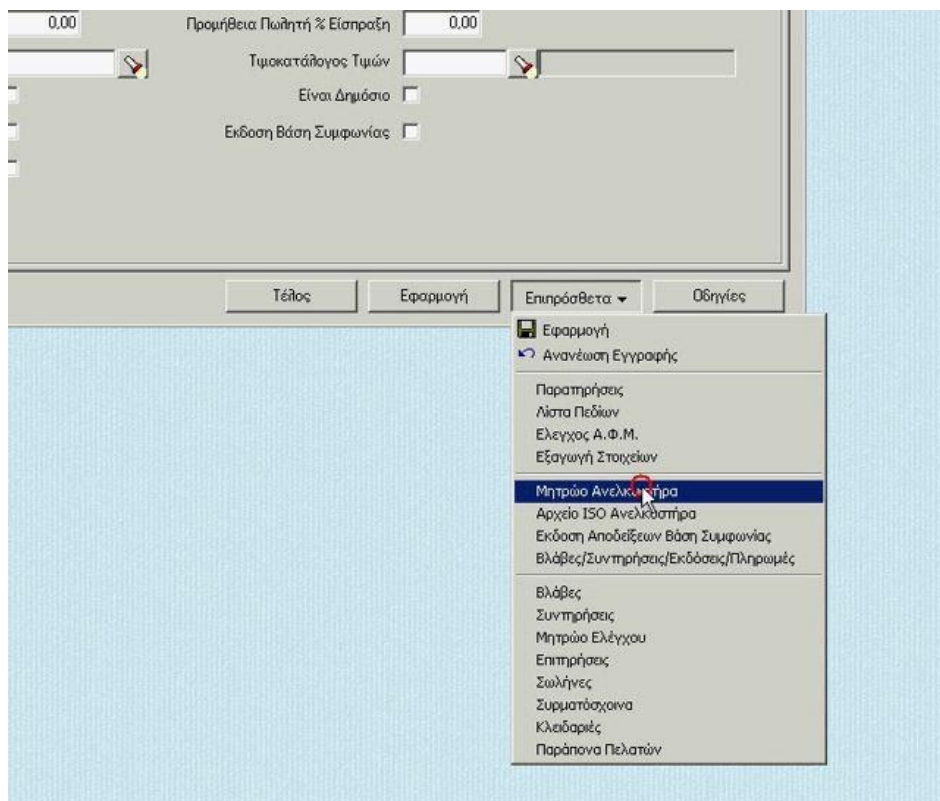 0,00 Προμήθεια Πωλητή % Είσπραξη 0,00
Τιμοκατάλογος Τιμών
Είναι Δημόσιο
Εκδοση Βάση Συμφωνίας
Τέλος Εφαρμογή Επιπρόσθετα Οδηγίες
Εφαρμογή
Ανανέωση Εγγραφής
Παρατηρήσεις
Λίστα Πεδίων
Ελεγχος Α.Φ.Μ.
Εξαγωγή Στοιχείων
Μητρώο Ανελκυστήρα
Αρχείο ISO Ανελκυστήρα
Εκδοση Αποδείξεων Βάση Συμφωνίας
Βλάβες/Συντηρήσεις/Εκδόσεις/Πληρωμές
Βλάβες
Συντηρήσεις
Μητρώο Ελέγχου
Επιτηρήσεις
Σωλήνες
Συρματόσχοινα
Κλειδαριές
Παράπονα Πελατών